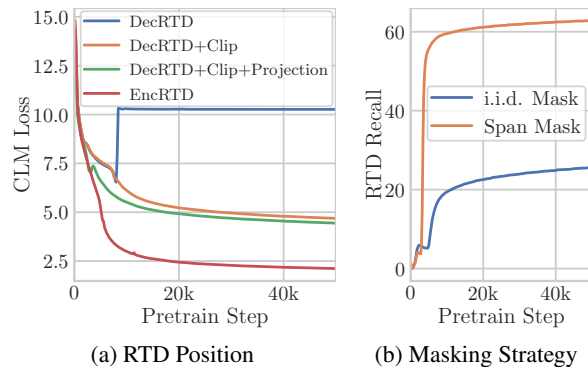 15.0
12.5
10.0
7.5
5.0
2.5
CLM Loss
DecRTD
DecRTD+Clip
DecRTD+Clip+Projection
EncRTD
0
20k
40k
Pretrain Step
(a) RTD Position
60
40
20
0
RTD Recall
i.i.d. Mask
Span Mask
0
20k
40k
Pretrain Step
(b) Masking Strategy